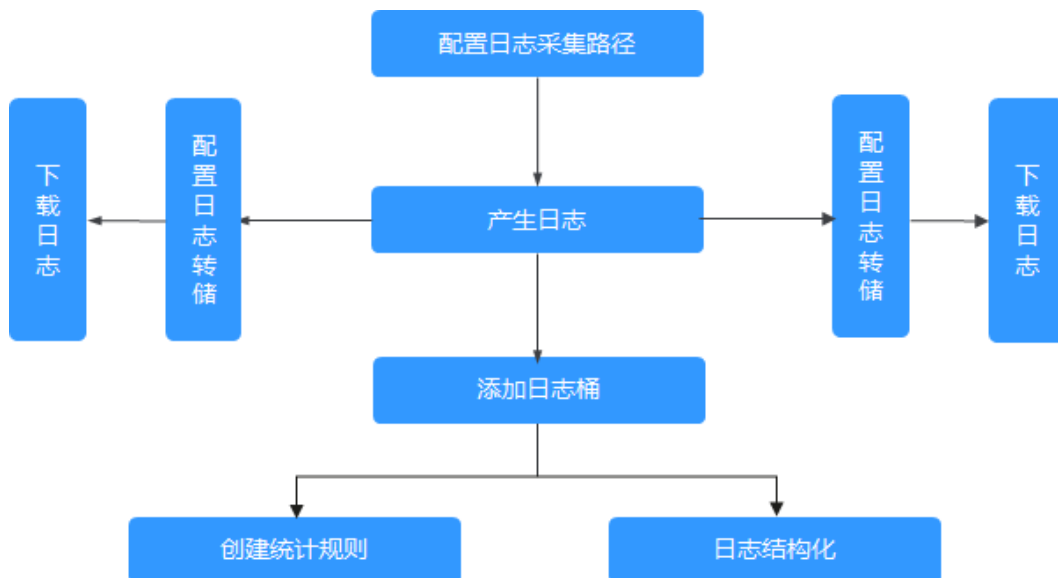 配置日志采集路径
下载日志
配置日志转储
产生日志
配置日志转储
下载日志
添加日志桶
创建统计规则
日志结构化